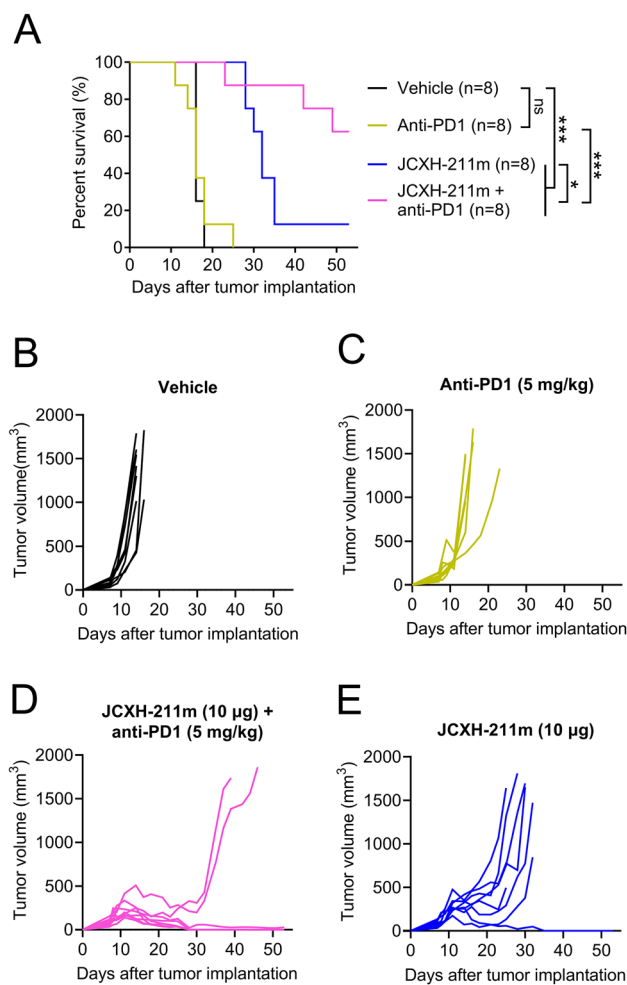 A
Percent survival (%)
100
80
60
40
20
0
0 10 20 30 40 50
Days after tumor implantation
Vehicle (n=8)
Anti-PD1 (n=8)
JCXH-211m (n=8)
JCXH-211m +
anti-PD1 (n=8)
ns
***
*
***
B
Vehicle
Tumor volume(mm³)
2000
1500
1000
500
0
0 10 20 30 40 50
Days after tumor implantation
C
Anti-PD1 (5 mg/kg)
Tumor volume (mm³)
2000
1500
1000
500
0
0 10 20 30 40 50
Days after tumor implantation
D
JCXH-211m (10 µg) +
anti-PD1 (5 mg/kg)
Tumor volume (mm³)
2000
1500
1000
500
0
0 10 20 30 40 50
Days after tumor implantation
E
JCXH-211m (10 µg)
Tumor volume (mm³)
2000
1500
1000
500
0
0 10 20 30 40 50
Days after tumor implantation